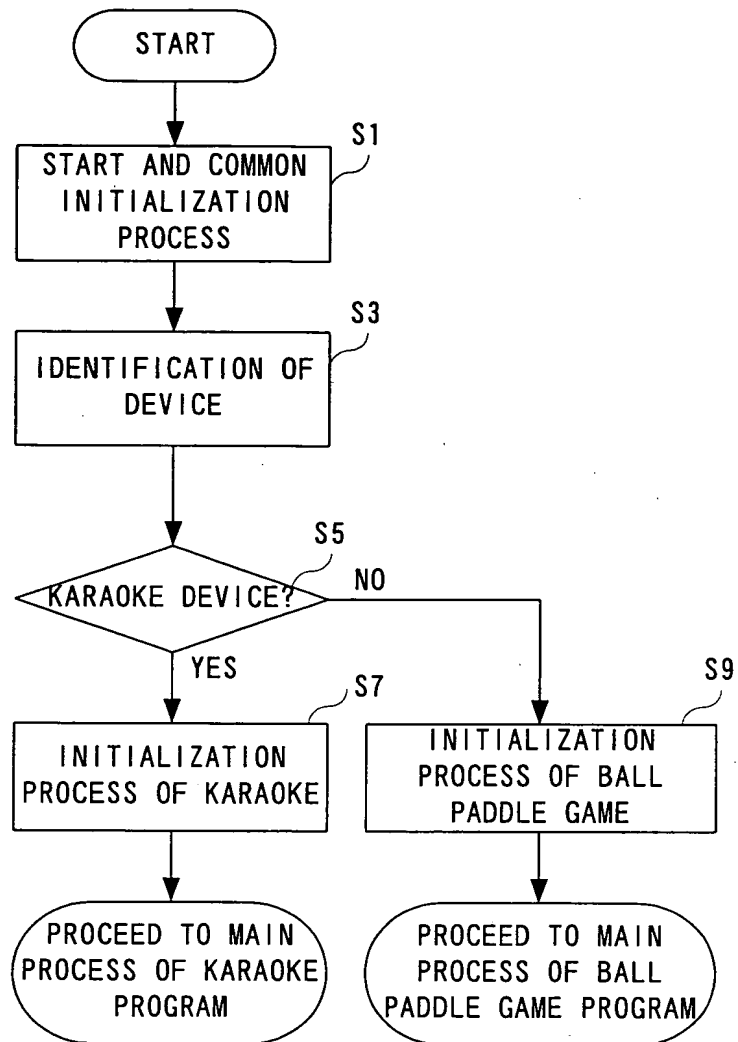 START
S1
START AND COMMON
INITIALIZATION
PROCESS
S3
IDENTIFICATION OF
DEVICE
S5
KARAOKE DEVICE?
NO
YES
S7
INITIALIZATION
PROCESS OF KARAOKE
S9
INITIALIZATION
PROCESS OF BALL
PADDLE GAME
PROCEED TO MAIN
PROCESS OF KARAOKE
PROGRAM
PROCEED TO MAIN
PROCESS OF BALL
PADDLE GAME PROGRAM